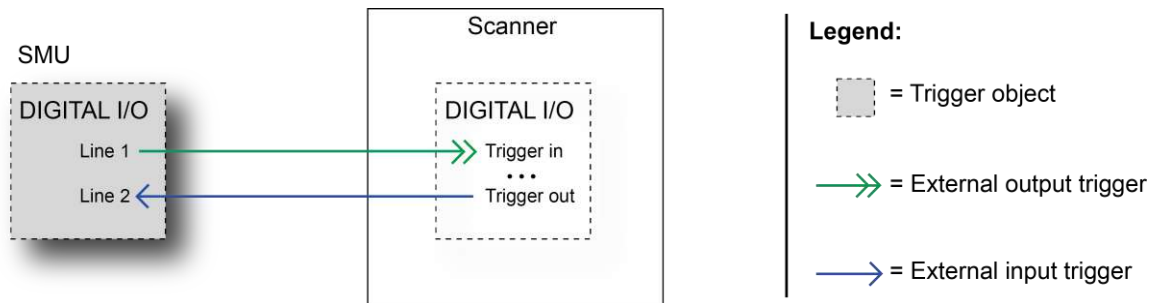 Scanner
SMU
DIGITAL I/O
Line 1
Line 2
DIGITAL I/O
Trigger in
•••
Trigger out
Legend:
= Trigger object
= External output trigger
= External input trigger